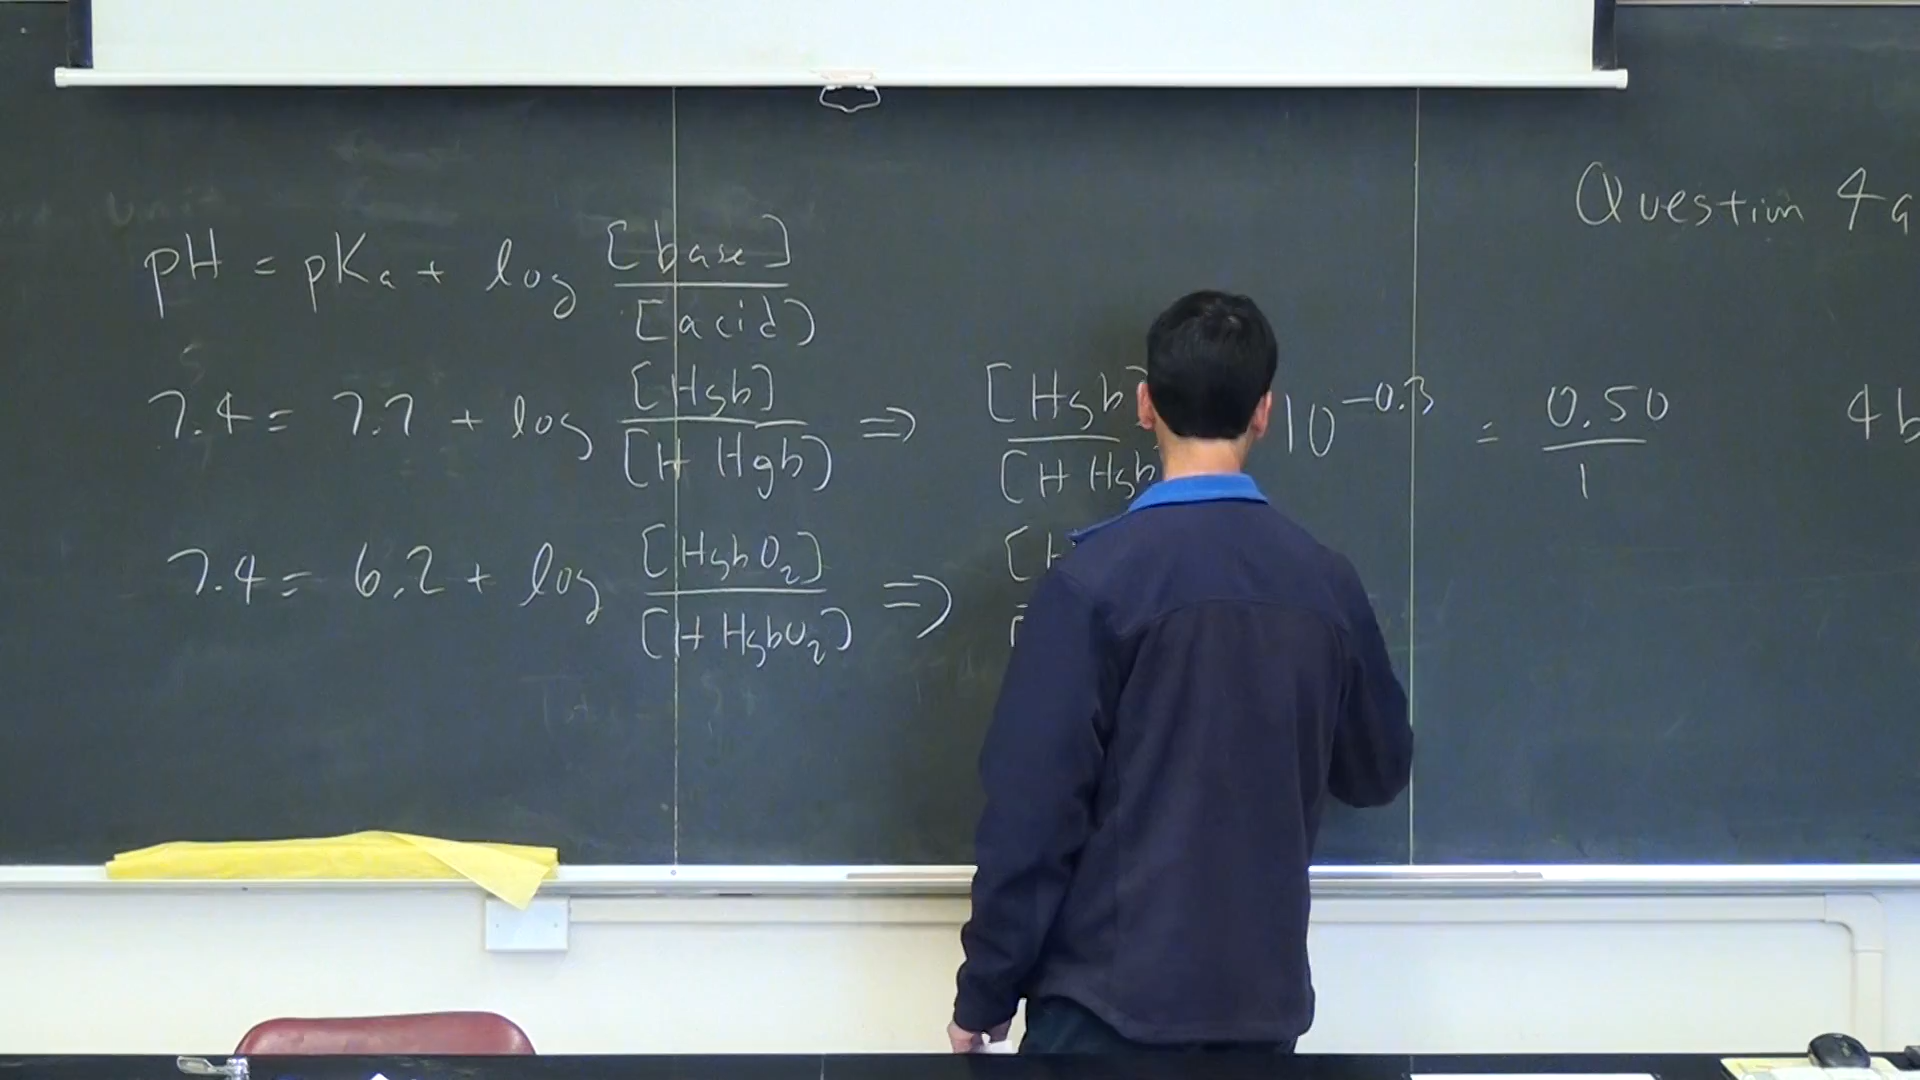 Question 4a
pH = pKa + log [base] / [acid)
7.4 = 7.7 + log [Hgb] / [H Hgb) ⇒ [Hgb] / [H Hgb 10^-0.3 = 0.50 / 1
4b
7.4 = 6.2 + log [HgbO2] / [H HgbO2) ⇒ [H